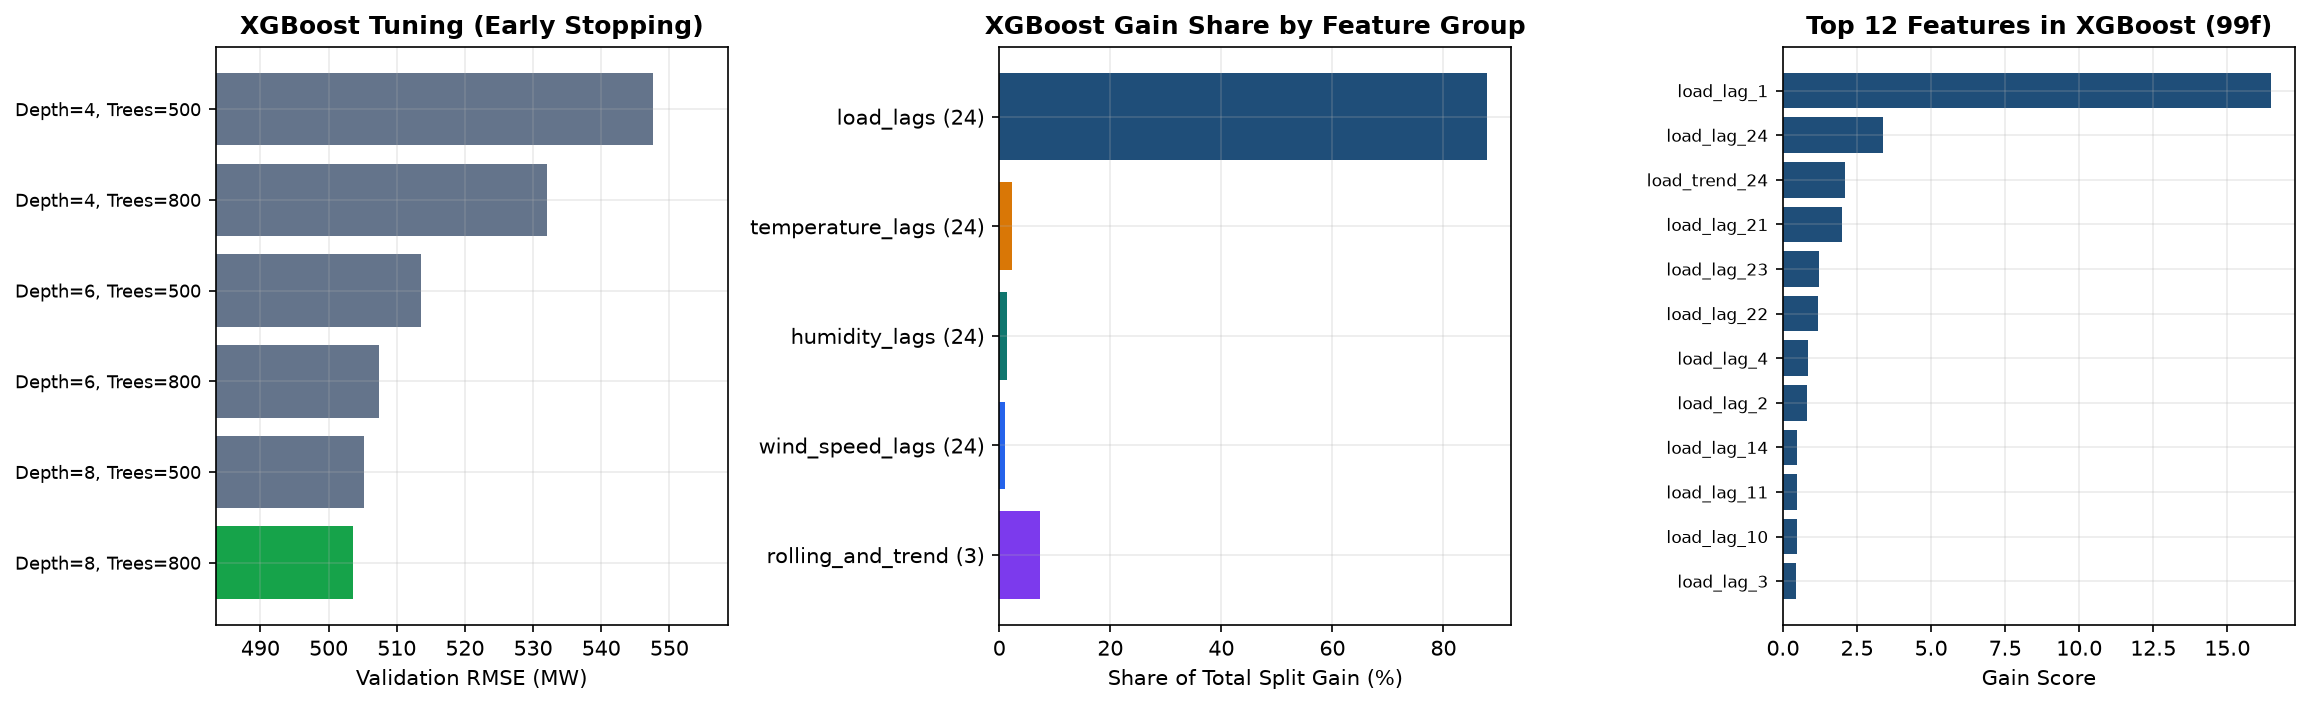 XGBoost Tuning (Early Stopping)
Depth=4, Trees=500
Depth=4, Trees=800
Depth=6, Trees=500
Depth=6, Trees=800
Depth=8, Trees=500
Depth=8, Trees=800
490 500 510 520 530 540 550
Validation RMSE (MW)
XGBoost Gain Share by Feature Group
load_lags (24)
temperature_lags (24)
humidity_lags (24)
wind_speed_lags (24)
rolling_and_trend (3)
0 20 40 60 80
Share of Total Split Gain (%)
Top 12 Features in XGBoost (99f)
load_lag_1
load_lag_24
load_trend_24
load_lag_21
load_lag_23
load_lag_22
load_lag_4
load_lag_2
load_lag_14
load_lag_11
load_lag_10
load_lag_3
0.0 2.5 5.0 7.5 10.0 12.5 15.0
Gain Score